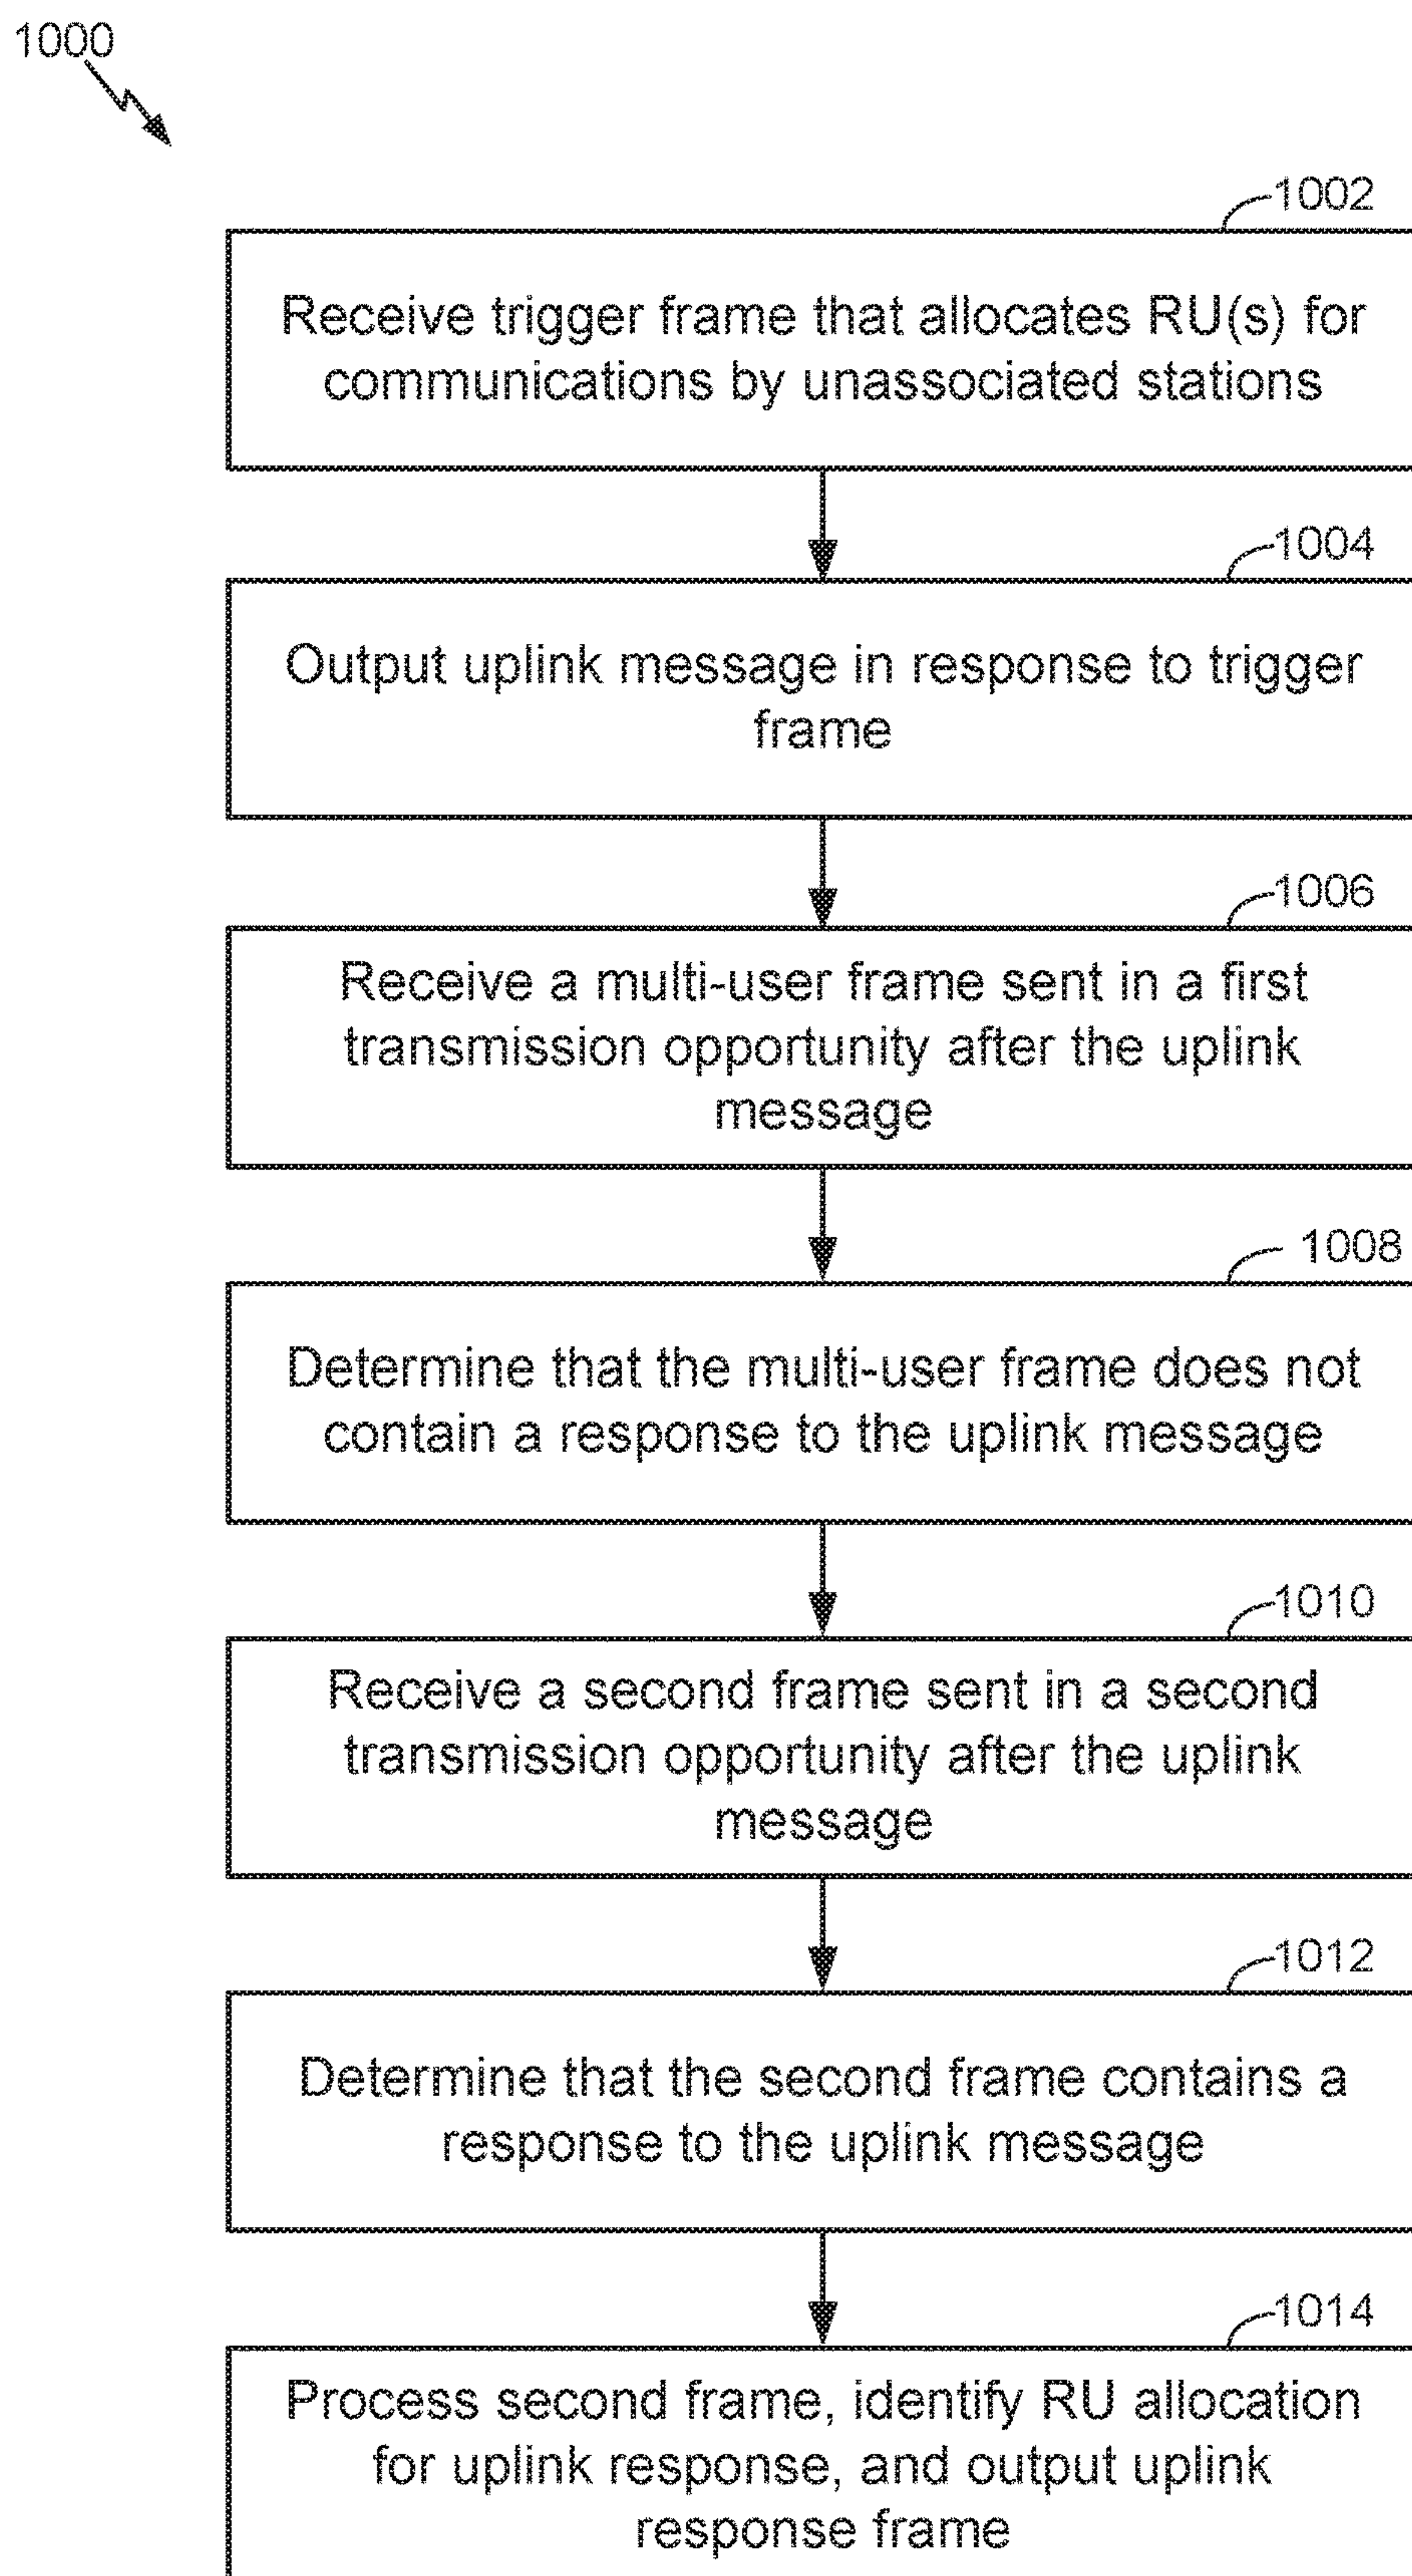 1000
1002
Receive trigger frame that allocates RU(s) for
communications by unassociated stations
1004
Output uplink message in response to trigger
frame
1006
Receive a multi-user frame sent in a first
transmission opportunity after the uplink
message
1008
Determine that the multi-user frame does not
contain a response to the uplink message
1010
Receive a second frame sent in a second
transmission opportunity after the uplink
message
1012
Determine that the second frame contains a
response to the uplink message
1014
Process second frame, identify RU allocation
for uplink response, and output uplink
response frame